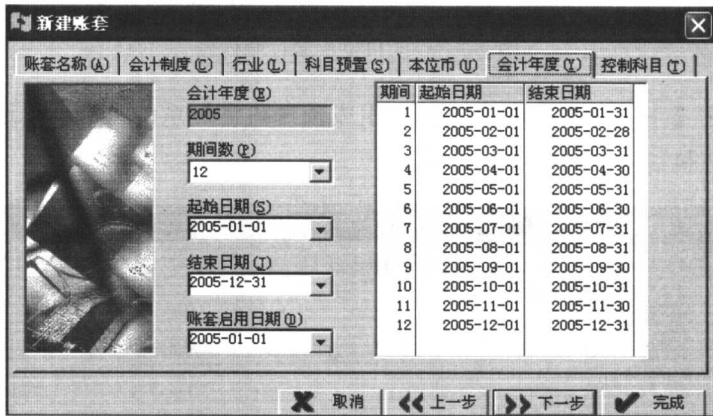 新建账套
账套名称(A) 会计制度(C) 行业(L) 科目预置(S) 本位币(U) 会计年度(Y) 控制科目(T)
会计年度(E)
2005
期间数(P)
12
起始日期(S)
2005-01-01
结束日期(T)
2005-12-31
账套启用日期(D)
2005-01-01
期间 起始日期 结束日期
1 2005-01-01 2005-01-31
2 2005-02-01 2005-02-28
3 2005-03-01 2005-03-31
4 2005-04-01 2005-04-30
5 2005-05-01 2005-05-31
6 2005-06-01 2005-06-30
7 2005-07-01 2005-07-31
8 2005-08-01 2005-08-31
9 2005-09-01 2005-09-30
10 2005-10-01 2005-10-31
11 2005-11-01 2005-11-30
12 2005-12-01 2005-12-31
取消 上一步 下一步 完成